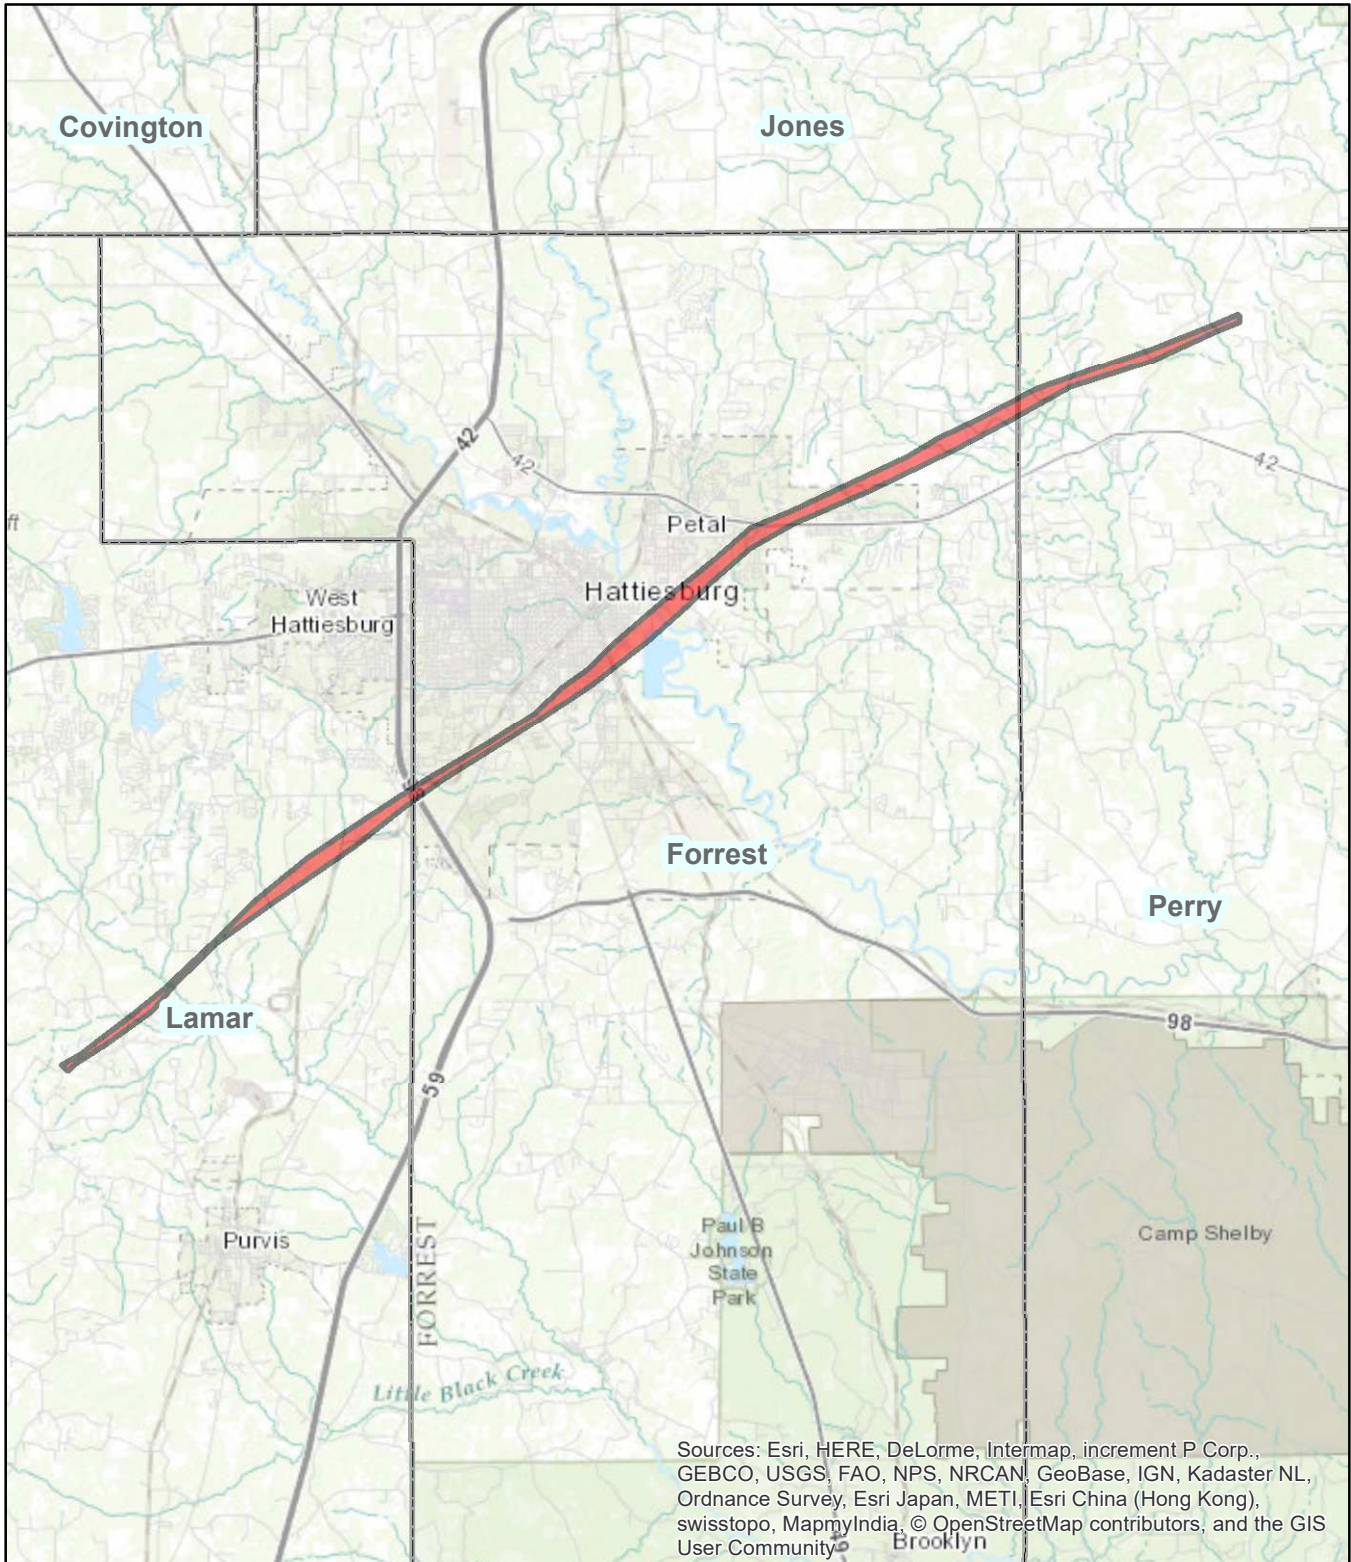 Covington
Jones
42
42
42
ft
Petal
Hattiesburg
West
Hattiesburg
Forrest
Perry
Lamar
98
59
Paul B
Johnson
State
Park
Camp Shelby
Purvis
FORREST
Little Black Creek
Sources: Esri, HERE, DeLorme, Intermap, increment P Corp.,
GEBCO, USGS, FAO, NPS, NRCAN, GeoBase, IGN, Kadaster NL,
Ordnance Survey, Esri Japan, METI, Esri China (Hong Kong),
swisstopo, MapmyIndia, © OpenStreetMap contributors, and the GIS
User Community
49
Brooklyn